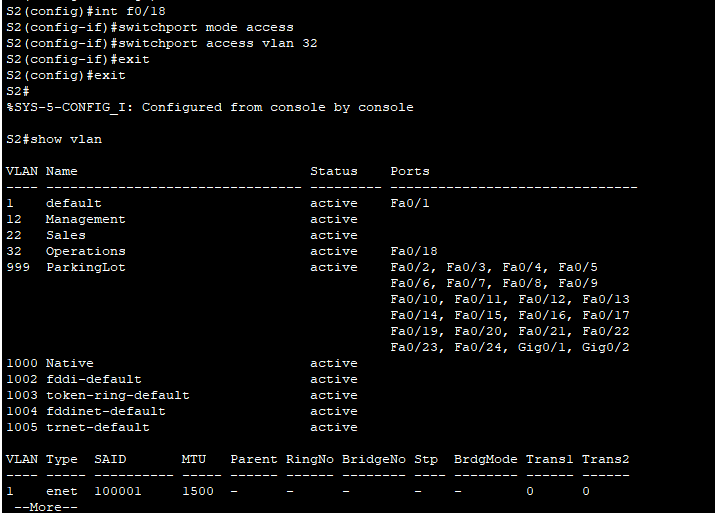 S2(config)#int f0/18
S2(config-if)#switchport mode access
S2(config-if)#switchport access vlan 32
S2(config-if)#exit
S2(config)#exit
S2#
%SYS-5-CONFIG_I: Configured from console by console
S2#show vlan
VLAN Name                             Status    Ports
---- -------------------------------- --------- -------------------------------
1    default                          active    Fa0/1
12   Management                       active
22   Sales                            active
32   Operations                       active    Fa0/18
999  ParkingLot                       active    Fa0/2, Fa0/3, Fa0/4, Fa0/5
                                                Fa0/6, Fa0/7, Fa0/8, Fa0/9
                                                Fa0/10, Fa0/11, Fa0/12, Fa0/13
                                                Fa0/14, Fa0/15, Fa0/16, Fa0/17
                                                Fa0/19, Fa0/20, Fa0/21, Fa0/22
                                                Fa0/23, Fa0/24, Gig0/1, Gig0/2
1000 Native                           active
1002 fddi-default                     active
1003 token-ring-default               active
1004 fddinet-default                  active
1005 trnet-default                    active
VLAN Type  SAID       MTU   Parent RingNo BridgeNo Stp  BrdgMode Trans1 Trans2
---- ----- ---------- ----- ------ ------ -------- ---- -------- ------ ------
1    enet  100001     1500  -      -      -        -    -        0      0
 --More--